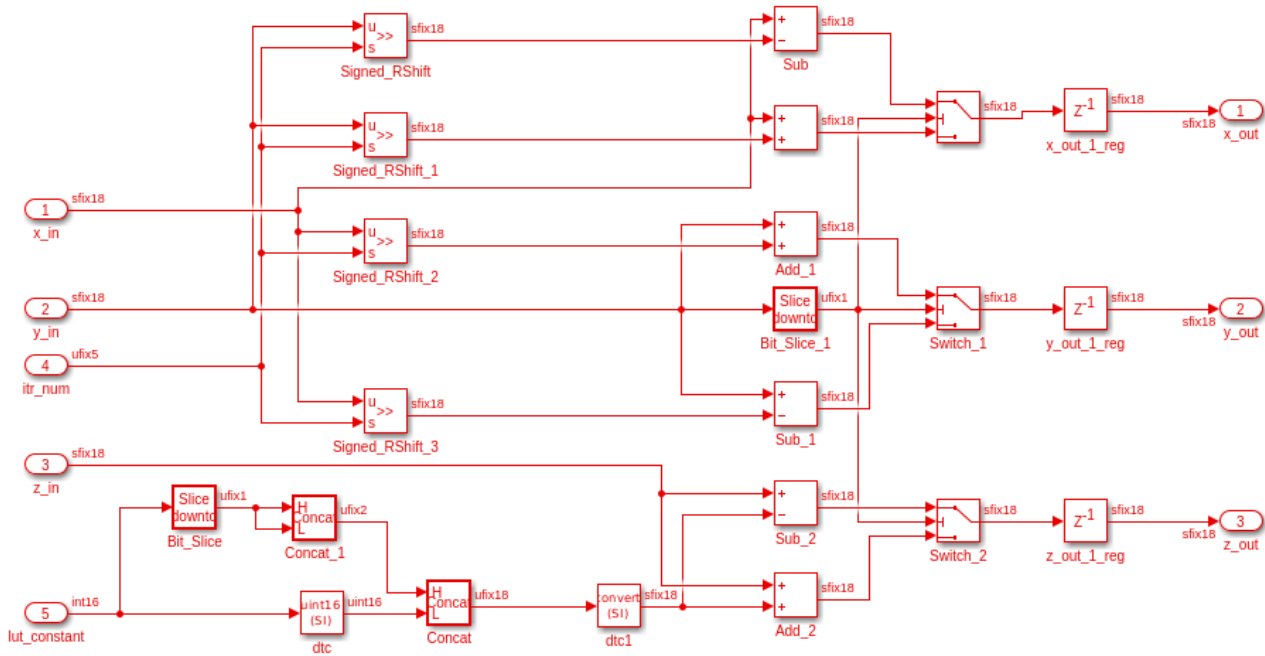 sfix18
u
>>
s
Signed_RShift
sfix18
+
−
Sub
sfix18
u
>>
s
Signed_RShift_1
sfix18
+
+
sfix18
sfix18
Z-1
x_out_1_reg
sfix18
sfix18
1
x_out
1
x_in
sfix18
u
>>
s
Signed_RShift_2
sfix18
+
+
Add_1
sfix18
2
y_in
sfix18
Slice
downto
Bit_Slice_1
ufix1
Switch_1
sfix18
Z-1
y_out_1_reg
sfix18
sfix18
2
y_out
4
itr_num
ufix5
u
>>
s
Signed_RShift_3
sfix18
+
−
Sub_1
sfix18
3
z_in
sfix18
Slice
downto
Bit_Slice
ufix1
H
Concat
L
Concat_1
ufix2
+
−
Sub_2
sfix18
Switch_2
sfix18
Z-1
z_out_1_reg
sfix18
sfix18
3
z_out
5
lut_constant
int16
uint16
(SI)
dtc
uint16
H
Concat
L
Concat
ufix18
convert
(SI)
dtc1
sfix18
+
+
Add_2
sfix18